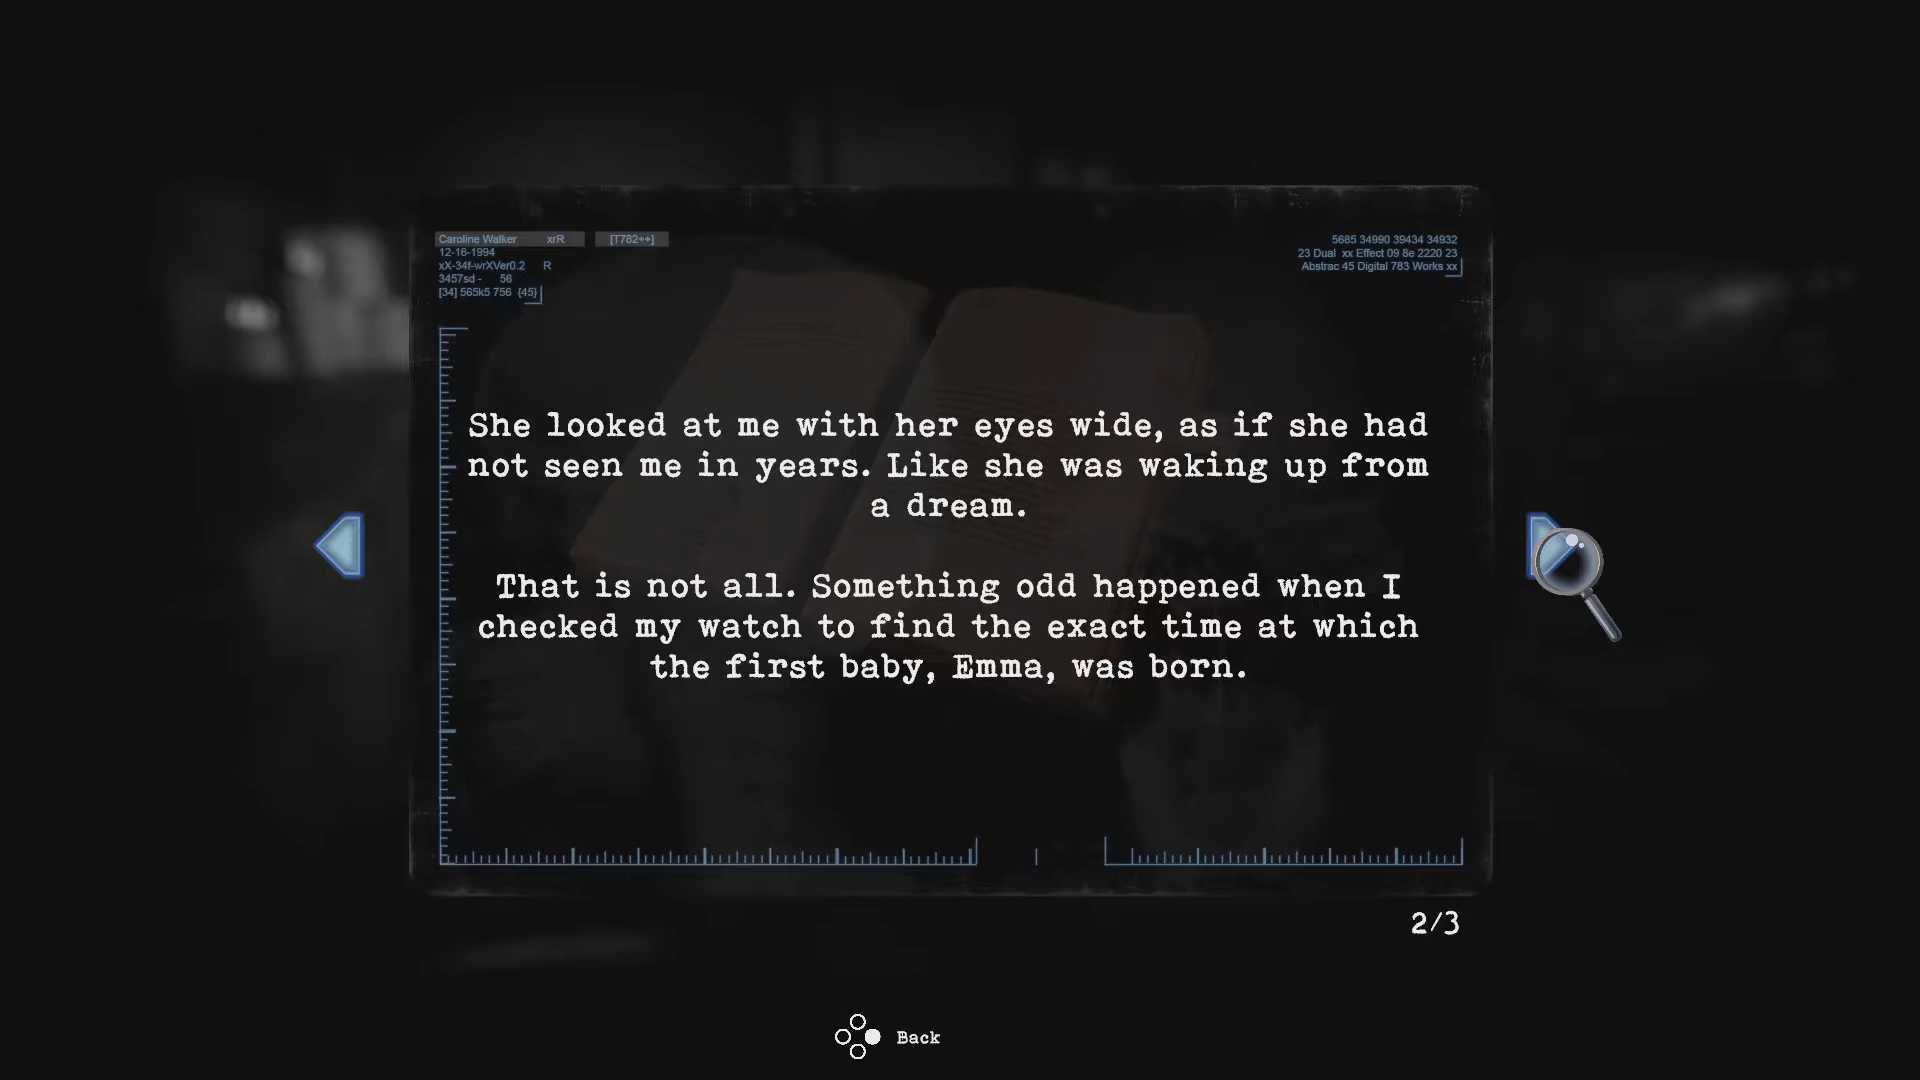 Caroline Walker xrR [T782++]
12-16-1994
xX-34f-wrXVer0.2 R
3457sd - 56
[34] 565k5 756 {45}
5685 34990 39434 34932
23 Dual xx Effect 09 8e 2220 23
Abstrac 45 Digital 783 Works xx
She looked at me with her eyes wide, as if she had
not seen me in years. Like she was waking up from
a dream.
That is not all. Something odd happened when I
checked my watch to find the exact time at which
the first baby, Emma, was born.
2/3
Back